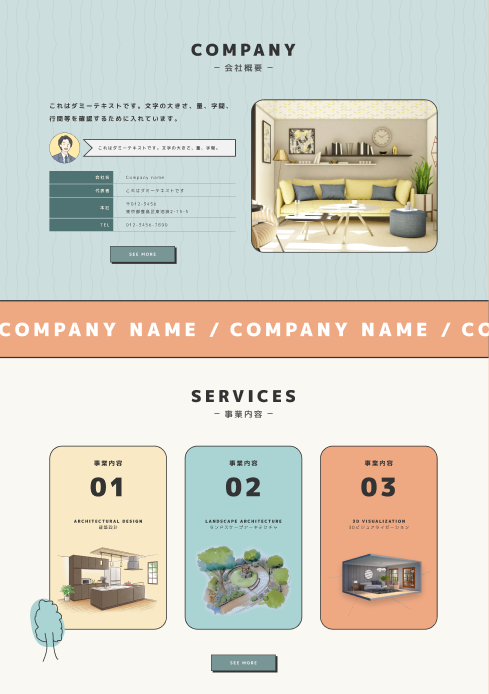 COMPANY
― 会社概要 ―
これはダミーテキストです。文字の大きさ、量、字間、
行間等を確認するために入れています。
これはダミーテキストです。文字の大きさ、量、字間、
会社名 Company name
代表者 これはダミーテキストです
本社 〒012-3456
東京都豊島区東池袋2-15-5
TEL 012-3456-7890
SEE MORE
COMPANY NAME / COMPANY NAME / CO
SERVICES
― 事業内容 ―
事業内容
01
ARCHITECTURAL DESIGN
建築設計
事業内容
02
LANDSCAPE ARCHITECTURE
ランドスケープアーキテクチャ
事業内容
03
3D VISUALIZATION
3Dビジュアライゼーション
SEE MORE